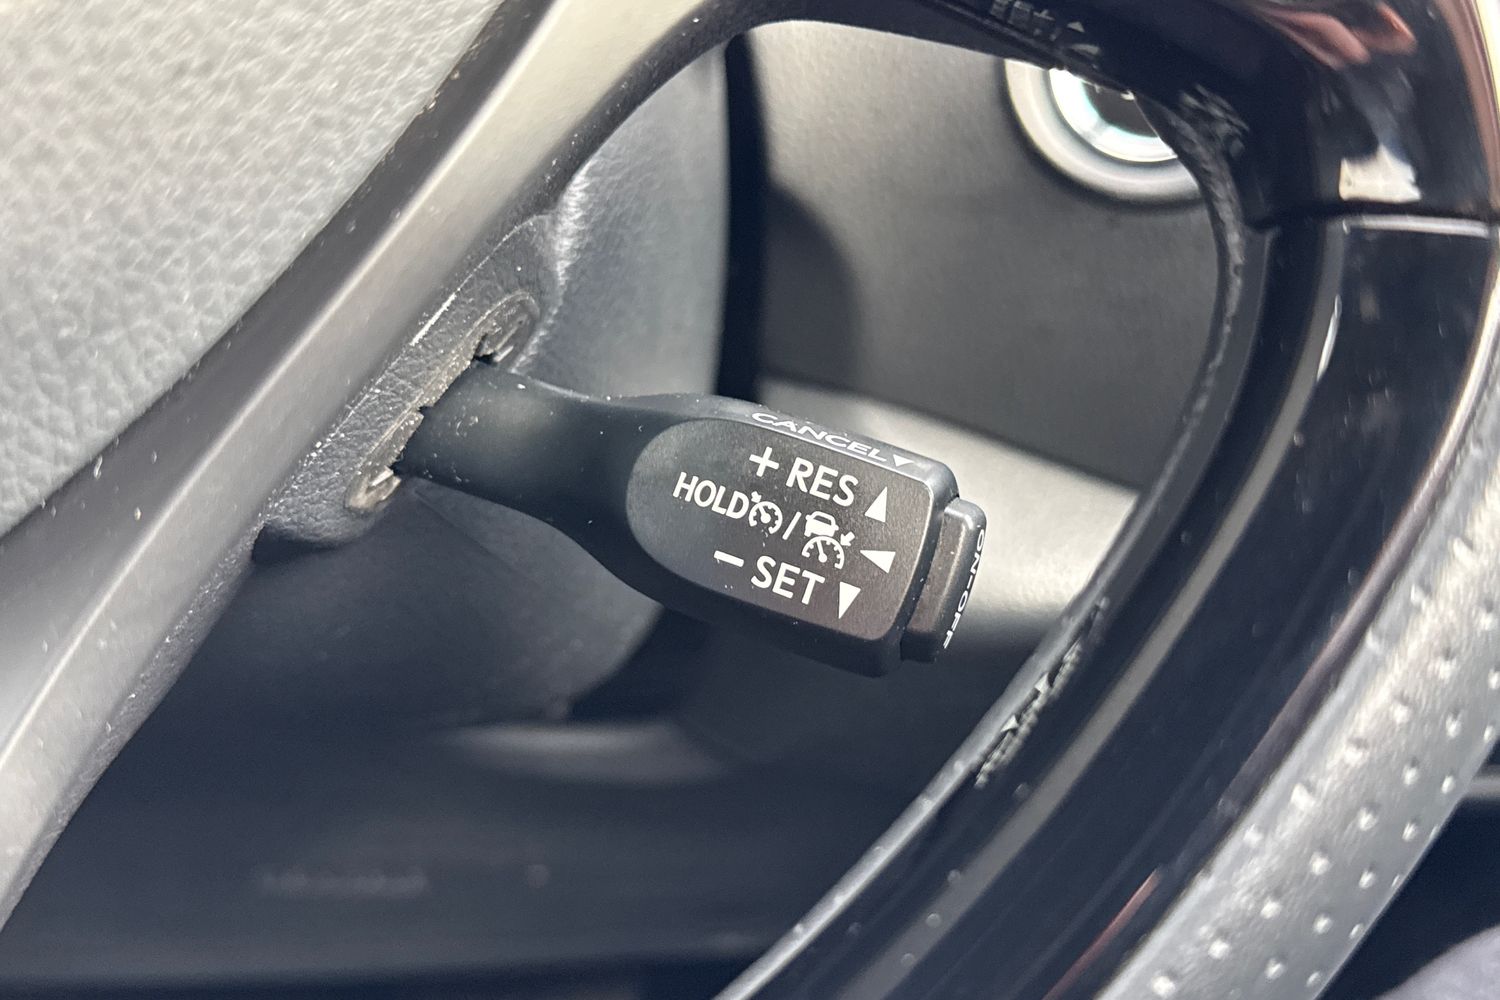 CANCEL
+ RES
HOLD /
− SET
ON-OFF